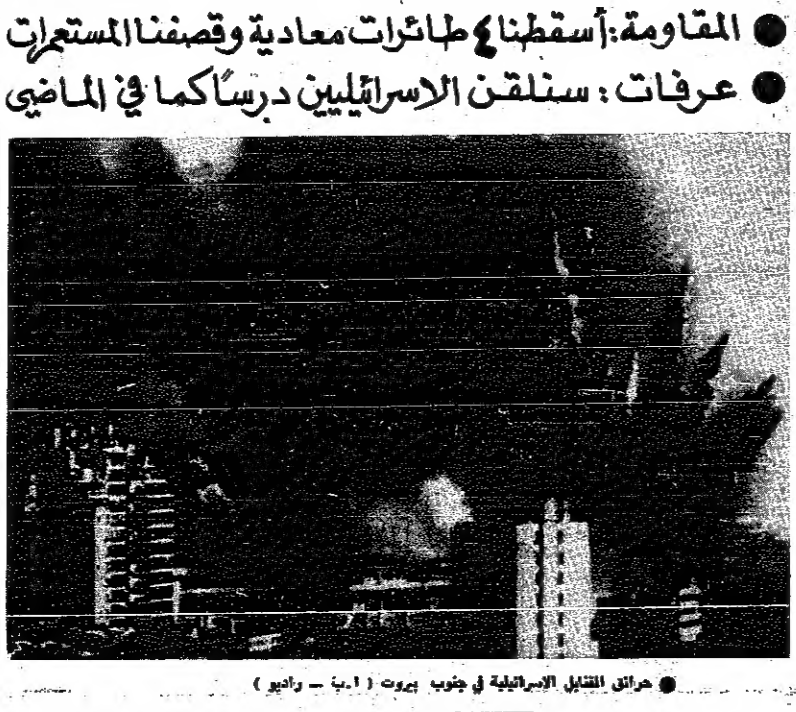 ● المقاومة: أسقطنا ٤ طائرات معادية وقصفنا المستعمرات
● عرفات: سنلقن الاسرائيليين درسًا كما في الماضي
● حرائق القنابل الاسرائيلية في جنوب بيروت ( ا.ب — راديو )